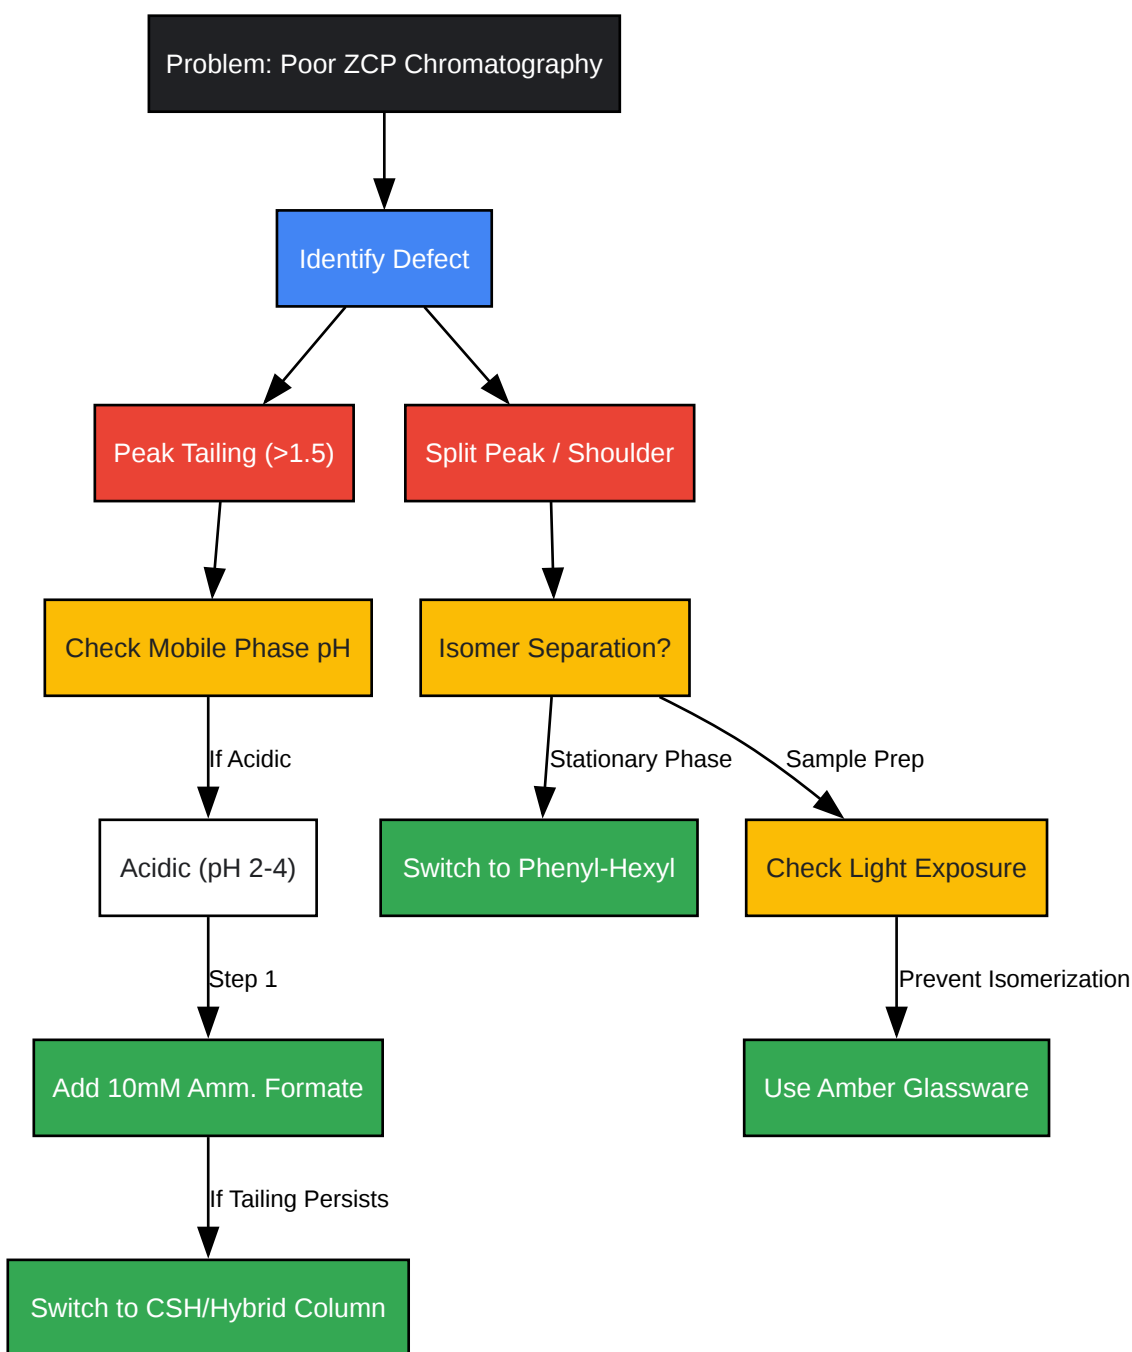 Problem: Poor ZCP Chromatography
Identify Defect
Peak Tailing (>1.5)
Split Peak / Shoulder
Check Mobile Phase pH
Isomer Separation?
If Acidic
Stationary Phase
Sample Prep
Acidic (pH 2-4)
Switch to Phenyl-Hexyl
Check Light Exposure
Step 1
Prevent Isomerization
Add 10mM Amm. Formate
Use Amber Glassware
If Tailing Persists
Switch to CSH/Hybrid Column